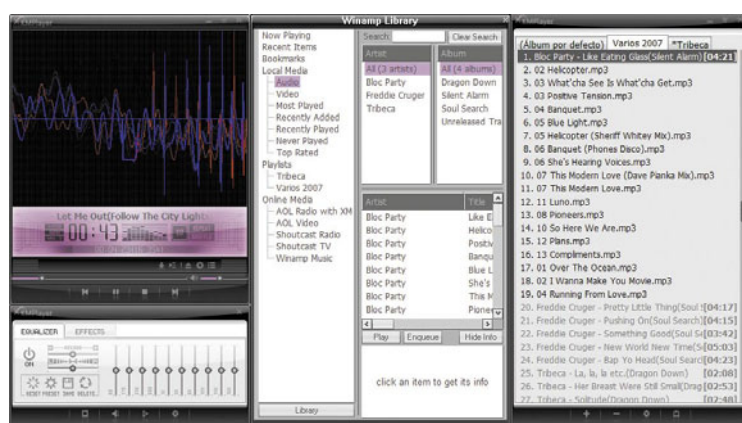 KMPlayer
Let Me Out(Follow The City Light
00:43
KMPlayer
EQUALIZER
EFFECTS
ON
RESET PRESET SAVE DELETE
Winamp Library
Now Playing
Recent Items
Bookmarks
Local Media
Audio
Video
Most Played
Recently Added
Recently Played
Never Played
Top Rated
Playlists
Tribeca
Varios 2007
Online Media
AOL Radio with XM
AOL Video
Shoutcast Radio
Shoutcast TV
Winamp Music
Library
Search:
Clear Search
Artist
All (3 artists)
Bloc Party
Freddie Cruger
Tribeca
Album
All (4 albums)
Dragon Down
Silent Alarm
Soul Search
Unreleased Tra
Artist Title
Bloc Party Like E
Bloc Party Helico
Bloc Party Positiv
Bloc Party Banqu
Bloc Party Blue L
Bloc Party She's
Bloc Party This M
Bloc Party Pioner
Play Enqueue Hide Info
click an item to get its info
KMPlayer
(Álbum por defecto) Varios 2007 *Tribeca
1. Bloc Party - Like Eating Glass(Silent Alarm) [04:21]
2. 02 Helicopter.mp3
3. 03 What'cha See Is What'cha Get.mp3
4. 03 Positive Tension.mp3
5. 04 Banquet.mp3
6. 05 Blue Light.mp3
7. 05 Helicopter (Sheriff Whitey Mix).mp3
8. 06 Banquet (Phones Disco).mp3
9. 06 She's Hearing Voices.mp3
10. 07 This Modern Love (Dave Pianka Mix).mp3
11. 07 This Modern Love.mp3
12. 11 Luno.mp3
13. 08 Pioneers.mp3
14. 10 So Here We Are.mp3
15. 12 Plans.mp3
16. 13 Compliments.mp3
17. 01 Over The Ocean.mp3
18. 02 I Wanna Make You Movie.mp3
19. 04 Running From Love.mp3
20. Freddie Cruger - Pretty Little Thing(Soul S[04:17]
21. Freddie Cruger - Pushing On(Soul Search)[04:15]
22. Freddie Cruger - Something Good(Soul Se[03:42]
23. Freddie Cruger - New World New Time(S[05:03]
24. Freddie Cruger - Bap Yo Head(Soul Searc[04:23]
25. Tribeca - La, la, la etc.(Dragon Down) [02:08]
26. Tribeca - Her Breast Were Still Small(Drag[02:53]
27. Tribeca - Solitude(Dragon Down) [02:48]